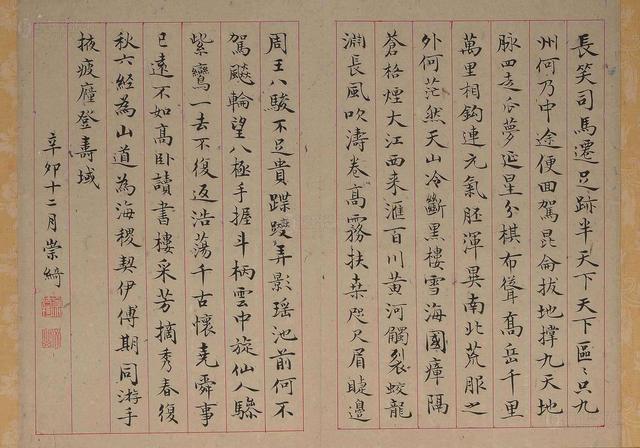 長笑司馬遷足跡半天下天下區〻只九
州何乃中途便回駕昆侖拔地撑九天地
脉四走分夢延星分棋布聳高岳千里
萬里相鈎連元氣胚渾異南北荒服之
外何茫然天山冷斷黑樓雪海國瘴隔
蒼格煙大江西来滙百川黄河觸裂蛟龍
淵長風吹濤卷高霧扶桑咫尺眉睫邊
周王八駿不足貴蹀躞弄影瑶池前何不
駕飈輪望八極手握斗柄雲中旋仙人驂
紫鸞一去不復返浩蕩千古懷堯舜事
已遠不如高卧讀書樓采芳摘秀春復
秋六経為山道為海稷契伊傅期同游手
掖疲癃登壽域
辛卯十二月崇綺